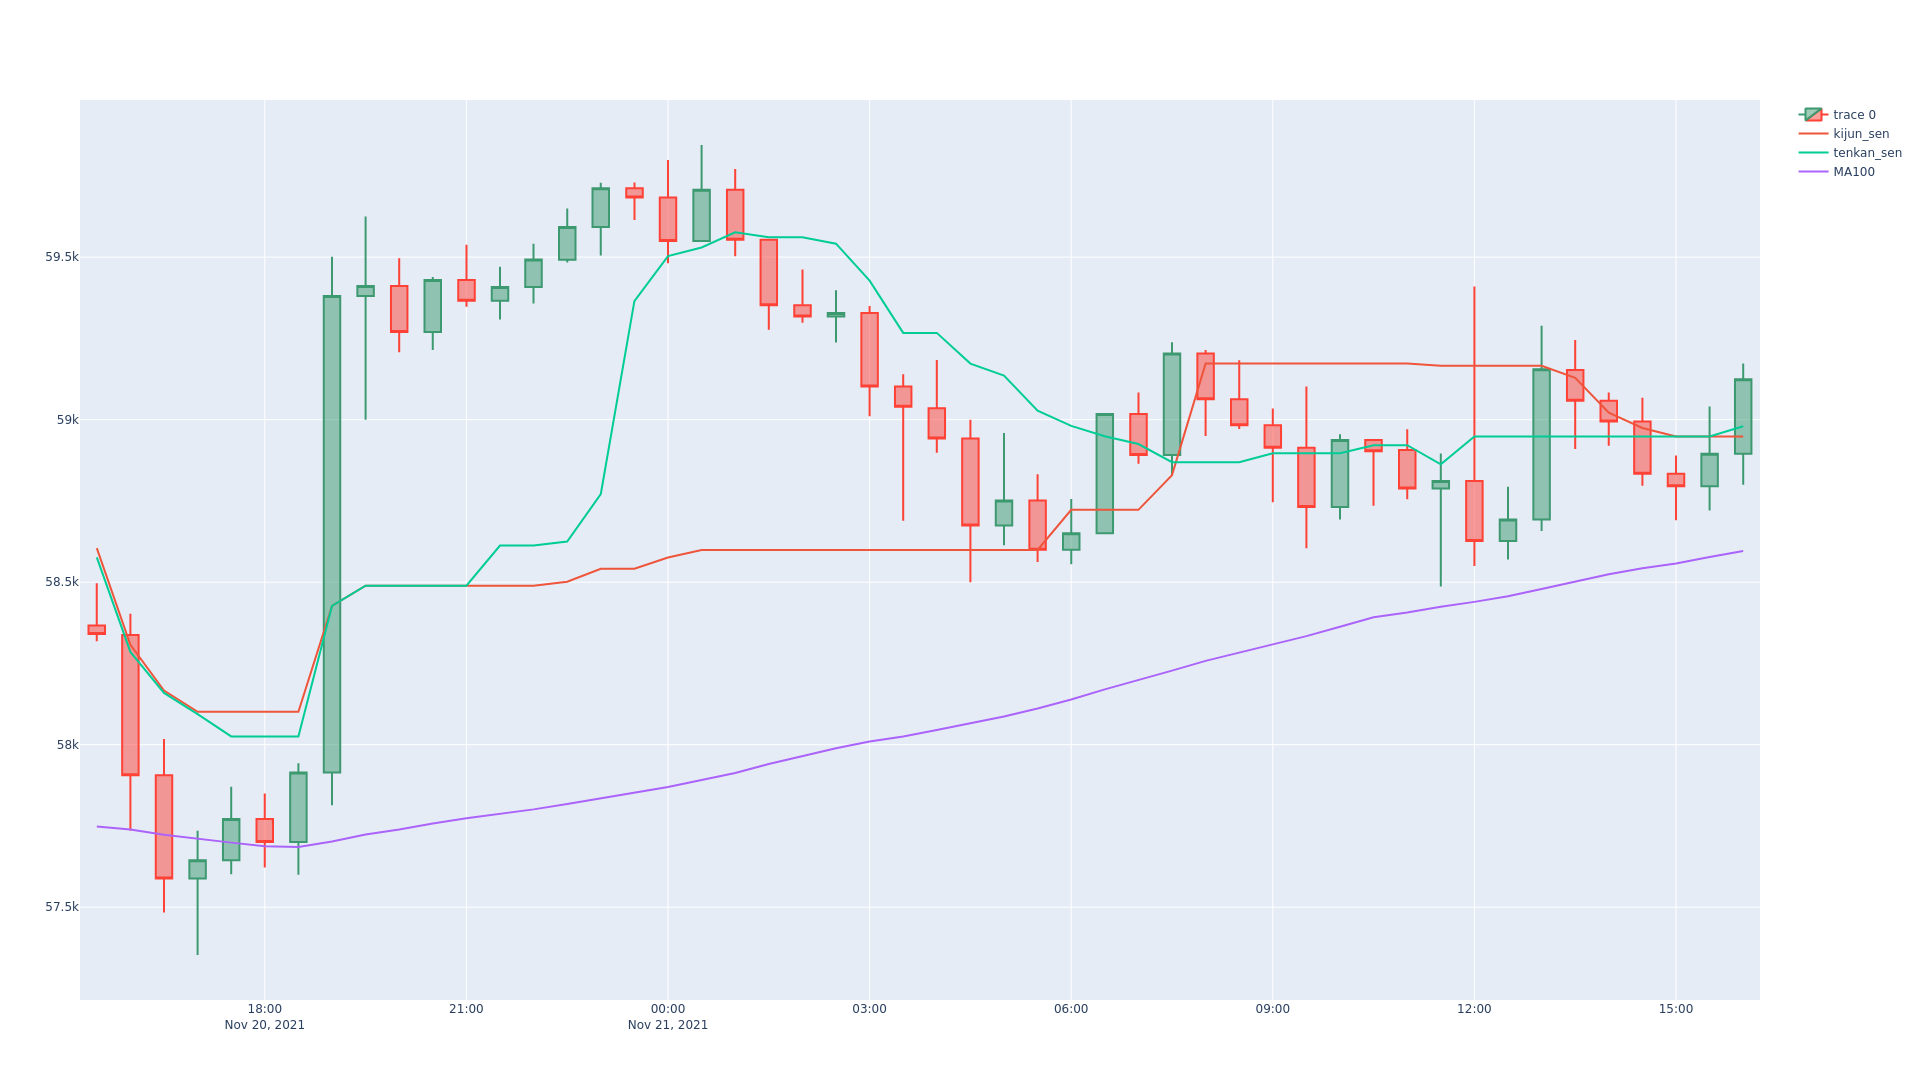 trace 0
kijun_sen
tenkan_sen
MA100
59.5k
59k
58.5k
58k
57.5k
18:00
21:00
00:00
03:00
06:00
09:00
12:00
15:00
Nov 20, 2021
Nov 21, 2021